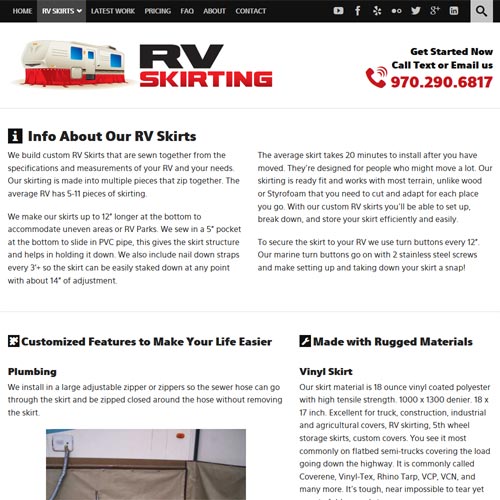 HOME RV SKIRTS LATEST WORK PRICING FAQ ABOUT CONTACT
RV
SKIRTING
Get Started Now
Call Text or Email us
970.290.6817
Info About Our RV Skirts
We build custom RV Skirts that are sewn together from the
specifications and measurements of your RV and your needs.
Our skirting is made into multiple pieces that zip together. The
average RV has 5-11 pieces of skirting.
We make our skirts up to 12" longer at the bottom to
accommodate uneven areas or RV Parks. We sew in a 5" pocket
at the bottom to slide in PVC pipe, this gives the skirt structure
and helps in holding it down. We also include nail down straps
every 3'+ so the skirt can be easily staked down at any point
with about 14" of adjustment.
The average skirt takes 20 minutes to install after you have
moved. They're designed for people who might move a lot. Our
skirting is ready fit and works with most terrain, unlike wood
or Styrofoam that you need to cut and adapt for each place
you go. With our custom RV skirts you'll be able to set up,
break down, and store your skirt efficiently and easily.
To secure the skirt to your RV we use turn buttons every 12".
Our marine turn buttons go on with 2 stainless steel screws
and make setting up and taking down your skirt a snap!
Customized Features to Make Your Life Easier
Plumbing
We install in a large adjustable zipper or zippers so the sewer hose can go
through the skirt and be zipped closed around the hose without removing
the skirt.
Made with Rugged Materials
Vinyl Skirt
Our skirt material is 18 ounce vinyl coated polyester
with high tensile strength. 1000 x 1300 denier. 18 x
17 inch. Excellent for truck, construction, industrial
and agricultural covers, RV skirting, 5th wheel
storage skirts, custom covers. You see it most
commonly on flatbed semi-trucks covering the load
going down the highway. It is commonly called
Coverene, Vinyl-Tex, Rhino Tarp, VCP, VCN, and
many more. It's tough, near impossible to tear yet